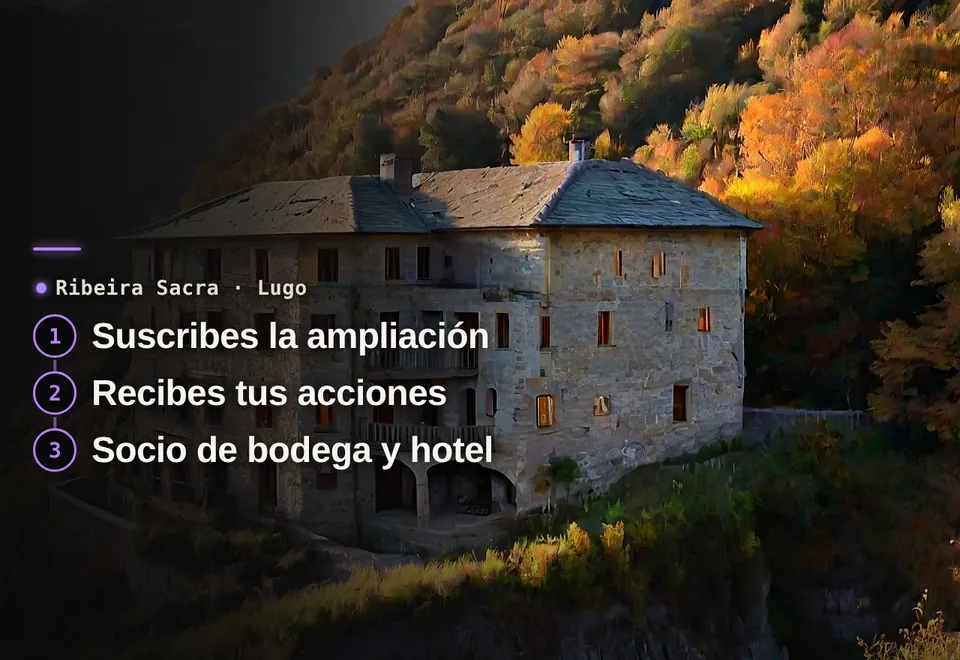 Ribeira Sacra · Lugo
1 Suscribes la ampliación
2 Recibes tus acciones
3 Socio de bodega y hotel